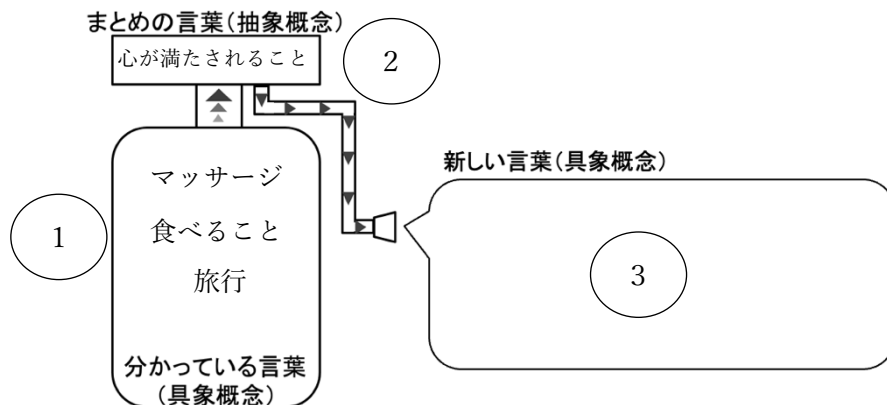 まとめの言葉(抽象概念)
心が満たされること
2
1
マッサージ
食べること
旅行
分かっている言葉
(具象概念)
新しい言葉(具象概念)
3